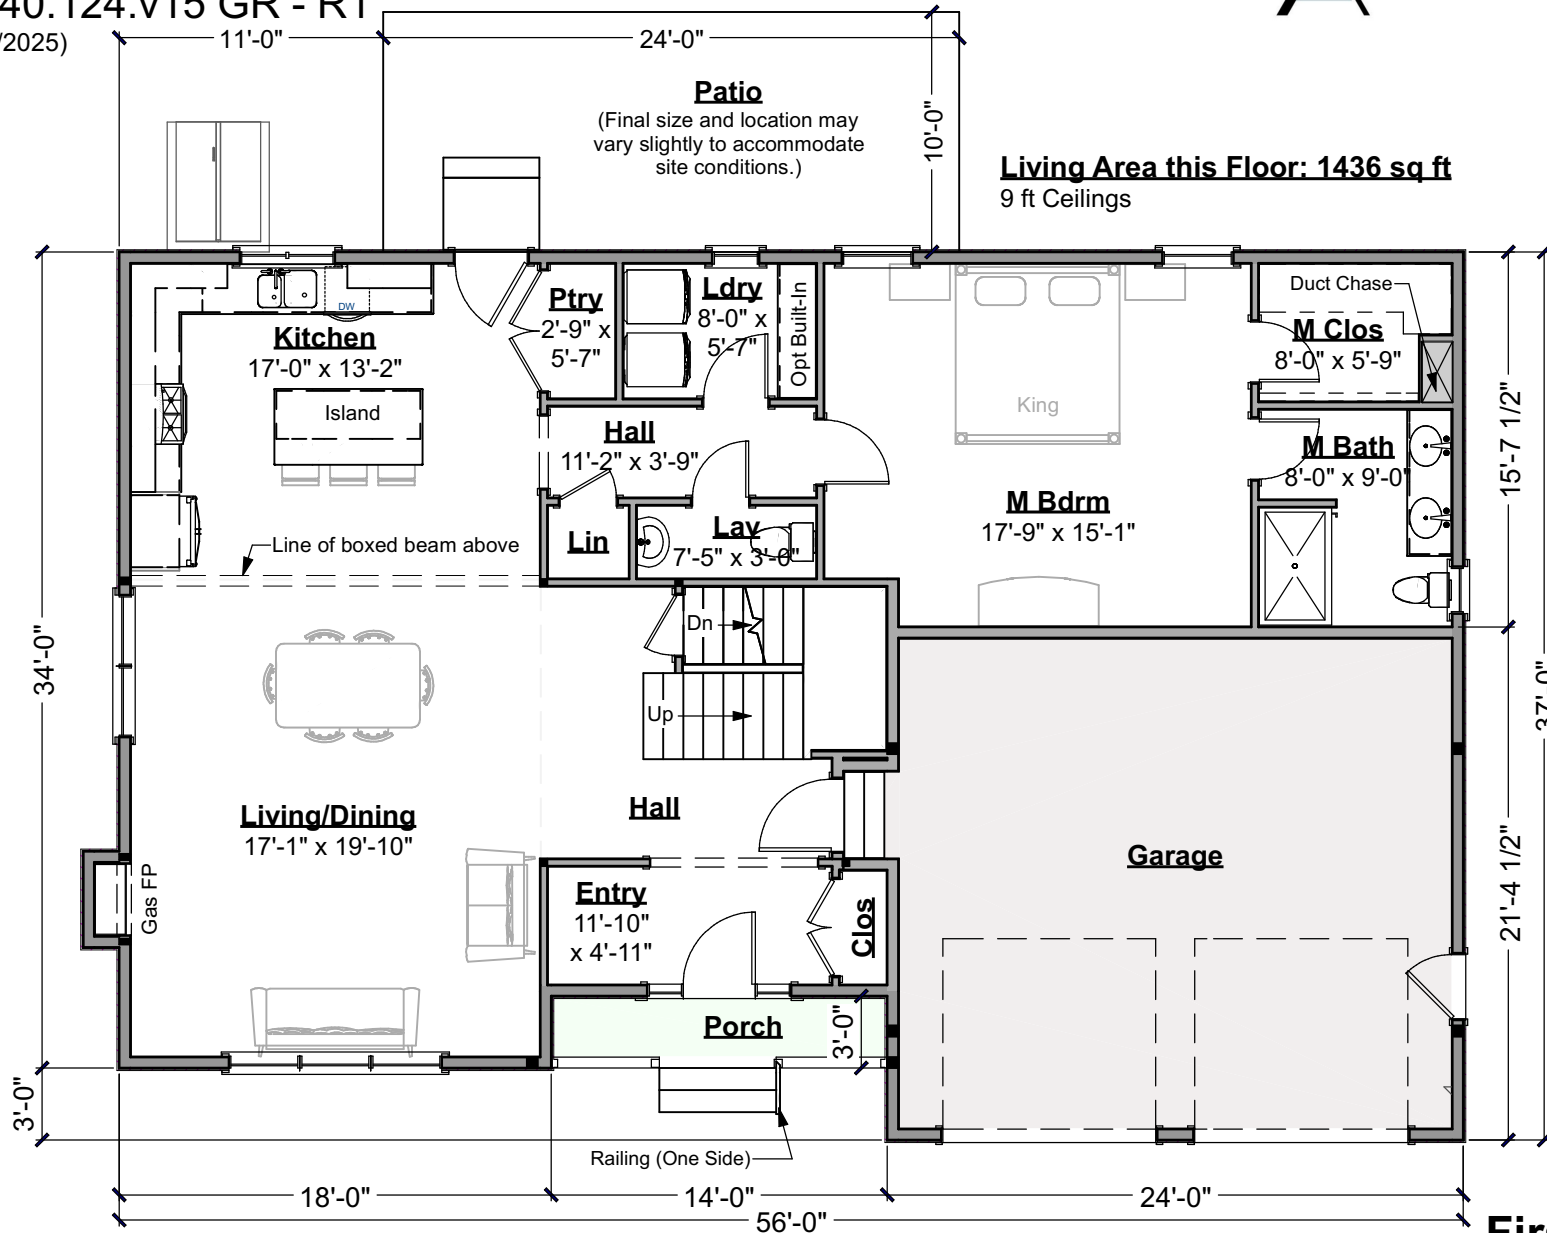 40.124.v15 GR - RT
/2025)
11'-0"
24'-0"
Patio
(Final size and location may
vary slightly to accommodate
site conditions.)
10'-0"
Living Area this Floor: 1436 sq ft
9 ft Ceilings
DW
Kitchen
17'-0" x 13'-2"
Island
Ptry
2'-9" x
5'-7"
Ldry
8'-0" x
5'-7"
Opt Built-In
King
M Bdrm
17'-9" x 15'-1"
Duct Chase
M Clos
8'-0" x 5'-9"
M Bath
8'-0" x 9'-0"
15'-7 1/2"
Hall
11'-2" x 3'-9"
Lin
Lav
7'-5" x 3'-0"
Line of boxed beam above
34'-0"
Dn
Up
37'-0"
Living/Dining
17'-1" x 19'-10"
Hall
Gas FP
Entry
11'-10"
x 4'-11"
Clos
Garage
21'-4 1/2"
Porch
3'-0"
3'-0"
Railing (One Side)
18'-0"
14'-0"
24'-0"
56'-0"